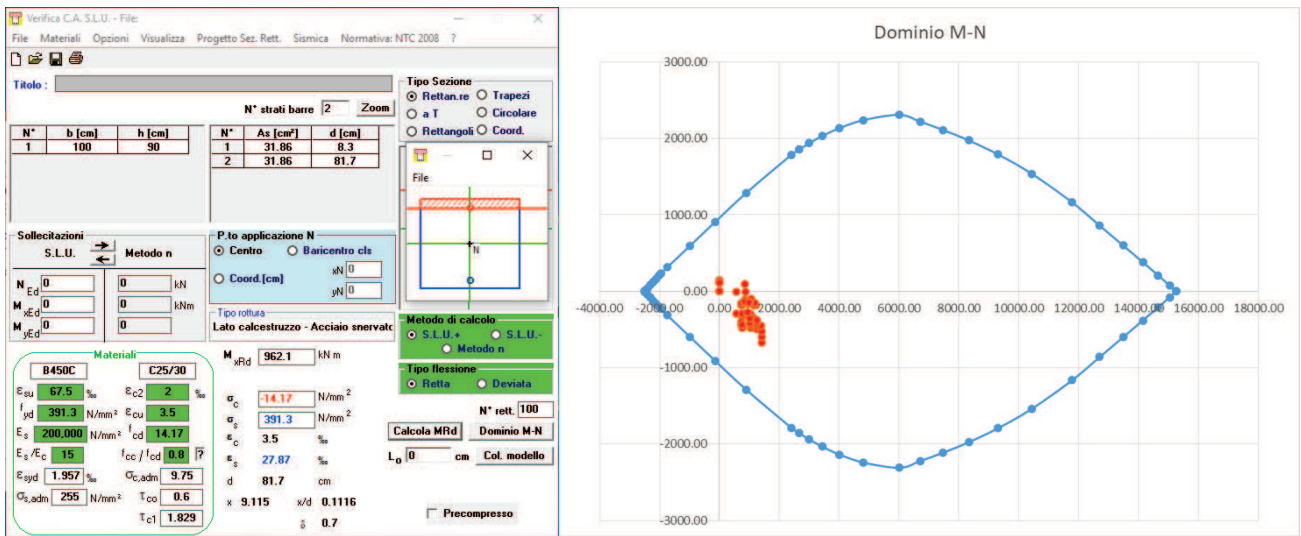 Verifica C.A. S.L.U. - File:
File Materiali Opzioni Visualizza Progetto Sez. Rett. Sismica Normativa: NTC 2008 ?
Titolo :
N° strati barre 2 Zoom
N° b [cm] h [cm]
1 100 90
N° As [cm²] d [cm]
1 31.86 8.3
2 31.86 81.7
Tipo Sezione
Rettan.re Trapezi
a T Circolare
Rettangoli Coord.
File
N
Sollecitazioni
S.L.U. Metodo n
N Ed 0 0 kN
M xEd 0 0 kNm
M yEd 0 0
P.to applicazione N
Centro Baricentro cls
Coord.[cm] xN 0
yN 0
Tipo rottura
Lato calcestruzzo - Acciaio snervato
Metodo di calcolo
S.L.U.+ S.L.U.-
Metodo n
Tipo flessione
Retta Deviata
N° rett. 100
Calcola MRd Dominio M-N
L₀ 0 cm Col. modello
Precompresso
Materiali
B450C C25/30
εsu 67.5 ‰ εc2 2 ‰
fyd 391.3 N/mm² εcu 3.5
Es 200,000 N/mm² fcd 14.17
Es/Ec 15 fcc / fcd 0.8 ?
εsyd 1.957 ‰ σc,adm 9.75
σs,adm 255 N/mm² τco 0.6
τc1 1.829
M xRd 962.1 kN m
σc -14.17 N/mm²
σs 391.3 N/mm²
εc 3.5 ‰
εs 27.87 ‰
d 81.7 cm
x 9.115 x/d 0.1116
δ 0.7
Dominio M-N
3000.00
2000.00
1000.00
0.00
-1000.00
-2000.00
-3000.00
-4000.00 -2000.00 0.00 2000.00 4000.00 6000.00 8000.00 10000.00 12000.00 14000.00 16000.00 18000.00